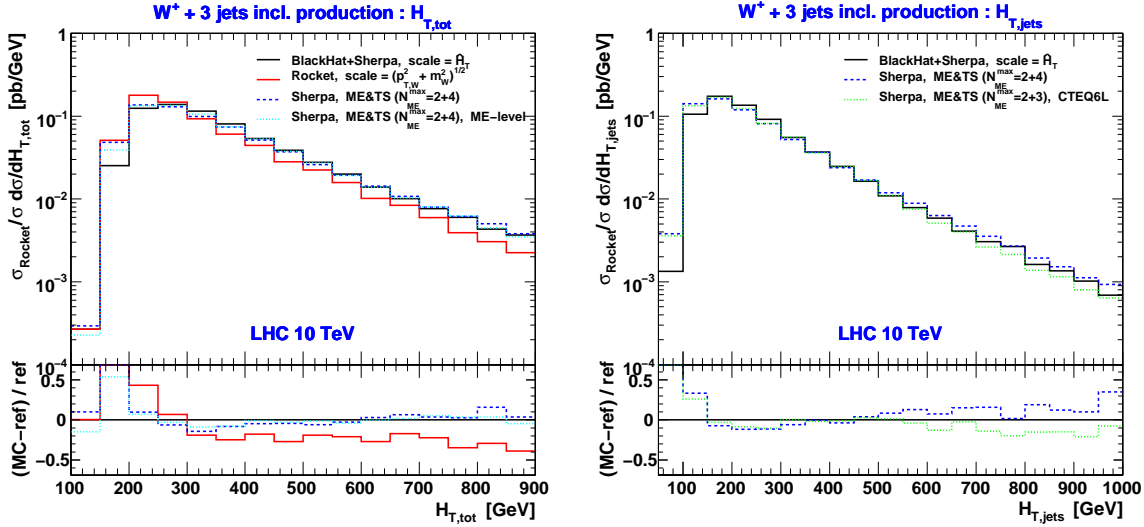 W⁺ + 3 jets incl. production : H_T,tot
σ_Rocket/σ dσ/dH_T,tot [pb/GeV]
1
10⁻¹
10⁻²
10⁻³
10⁻⁴
BlackHat+Sherpa, scale = Ĥ_T
Rocket, scale = (p²_T,W + m²_W)^1/2
Sherpa, ME&TS (N^max_ME=2+4)
Sherpa, ME&TS (N^max_ME=2+4), ME-level
LHC 10 TeV
(MC-ref) / ref
0.5
0
-0.5
100 200 300 400 500 600 700 800 900
H_T,tot [GeV]
W⁺ + 3 jets incl. production : H_T,jets
σ_Rocket/σ dσ/dH_T,jets [pb/GeV]
1
10⁻¹
10⁻²
10⁻³
10⁻⁴
BlackHat+Sherpa, scale = Ĥ_T
Sherpa, ME&TS (N^max_ME=2+4)
Sherpa, ME&TS (N^max_ME=2+3), CTEQ6L
LHC 10 TeV
(MC-ref) / ref
0.5
0
-0.5
100 200 300 400 500 600 700 800 900 1000
H_T,jets [GeV]